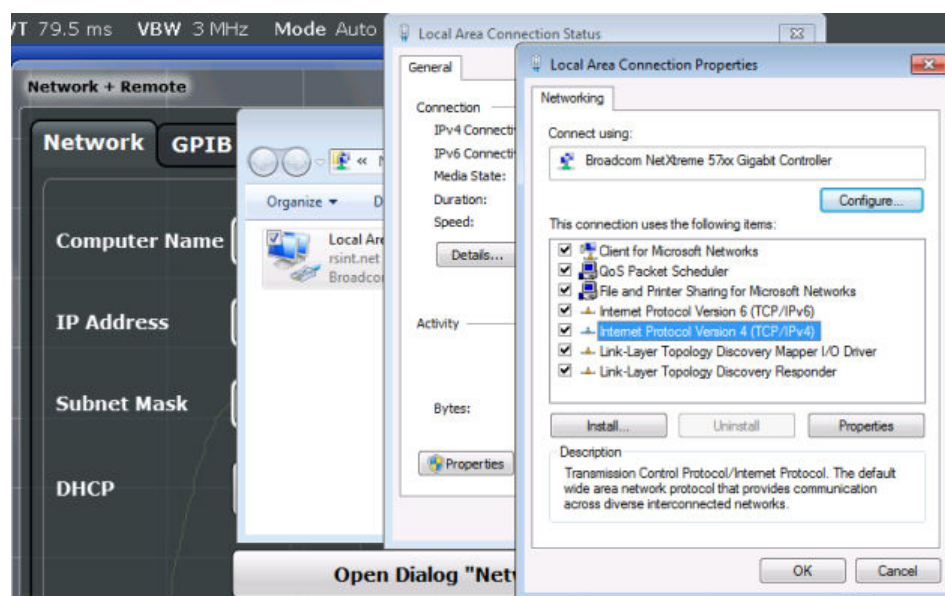 79.5 ms VBW 3 MHz Mode Auto
Network + Remote
Network GPIB
Computer Name
IP Address
Subnet Mask
DHCP
Organize
Local Are
rsint.net
Broadco
Open Dialog "Netw
Local Area Connection Status
General
Connection
IPv4 Connecti
IPv6 Connecti
Media State:
Duration:
Speed:
Details...
Activity
Bytes:
Properties
Local Area Connection Properties
Networking
Connect using:
Broadcom NetXtreme 57xx Gigabit Controller
Configure...
This connection uses the following items:
Client for Microsoft Networks
QoS Packet Scheduler
File and Printer Sharing for Microsoft Networks
Internet Protocol Version 6 (TCP/IPv6)
Internet Protocol Version 4 (TCP/IPv4)
Link-Layer Topology Discovery Mapper I/O Driver
Link-Layer Topology Discovery Responder
Install... Uninstall Properties
Description
Transmission Control Protocol/Internet Protocol. The default
wide area network protocol that provides communication
across diverse interconnected networks.
OK Cancel